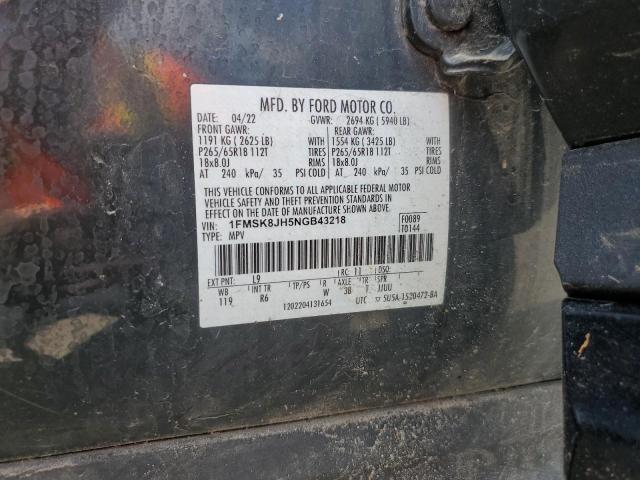 MFD. BY FORD MOTOR CO.
DATE: 04/22 GVWR: 2694 KG ( 5940 LB)
FRONT GAWR: REAR GAWR:
1191 KG ( 2625 LB) WITH 1554 KG ( 3425 LB) WITH
P265/65R18 112T TIRES P265/65R18 112T TIRES
18x8.0J RIMS 18x8.0J RIMS
AT 240 kPa/ 35 PSI COLD AT 240 kPa/ 35 PSI COLD
THIS VEHICLE CONFORMS TO ALL APPLICABLE FEDERAL MOTOR
VEHICLE SAFETY AND THEFT PREVENTION STANDARDS IN EFFECT
ON THE DATE OF MANUFACTURE SHOWN ABOVE.
VIN: 1FMSK8JH5NGB43218 F0089
TYPE: MPV T0144
EXT PNT: L9 RC: 11 DSO:
WB INT TR TP/PS R AXLE TR SPR
119 R6 W 3B T JJUU
1202204131654 UTC SU5A-1520472-BA